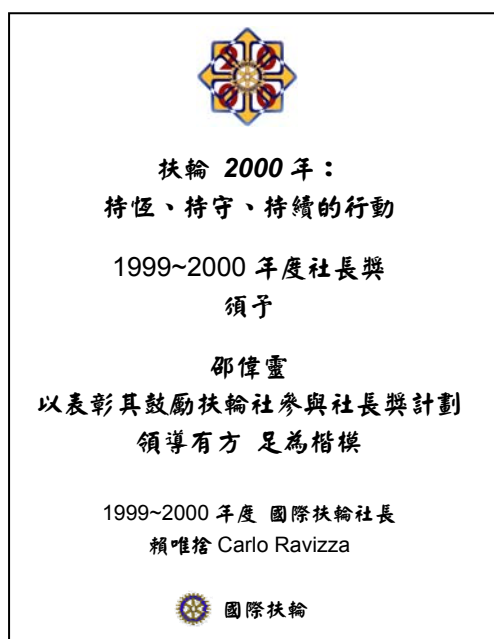 扶輪 2000 年：
持恆、持守、持續的行動
1999~2000 年度社長獎
須予
邵偉靈
以表彰其鼓勵扶輪社參與社長獎計劃
領導有方 足為楷模
1999~2000 年度 國際扶輪社長
賴唯捨 Carlo Ravizza
國際扶輪